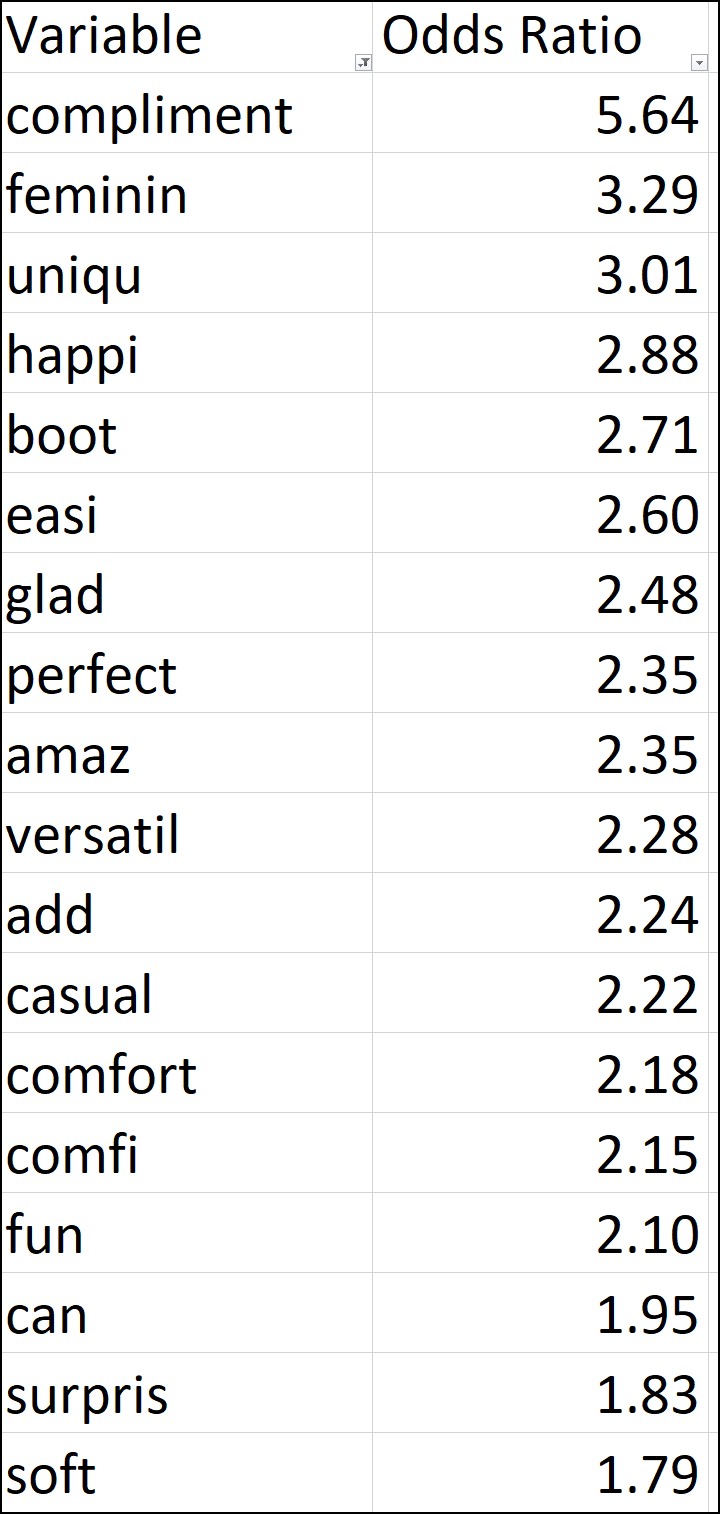 Variable Odds Ratio
compliment 5.64
feminin 3.29
uniqu 3.01
happi 2.88
boot 2.71
easi 2.60
glad 2.48
perfect 2.35
amaz 2.35
versatil 2.28
add 2.24
casual 2.22
comfort 2.18
comfi 2.15
fun 2.10
can 1.95
surpris 1.83
soft 1.79